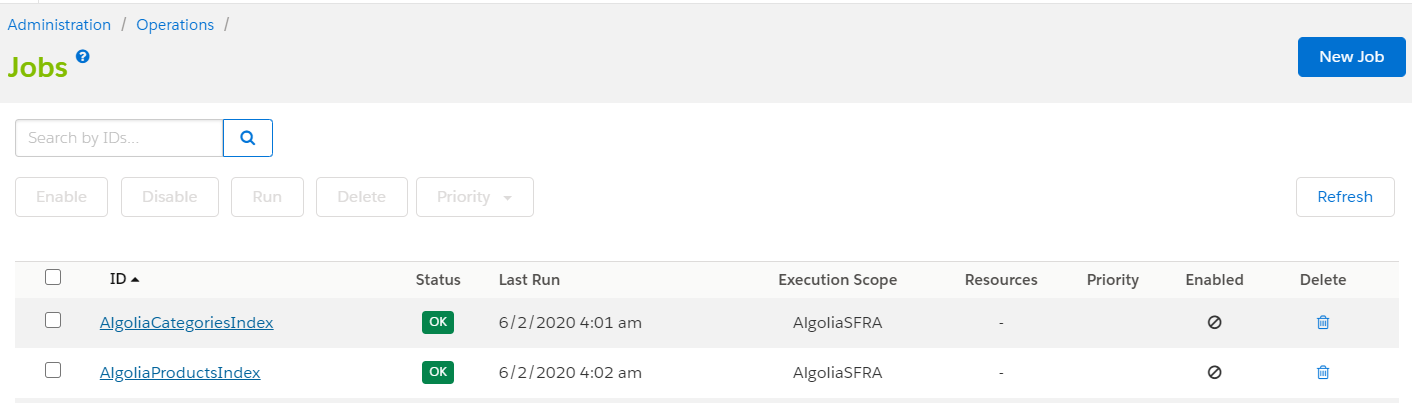 Administration / Operations /
Jobs ?
New Job
Search by IDs...
Enable Disable Run Delete Priority Refresh
ID Status Last Run Execution Scope Resources Priority Enabled Delete
AlgoliaCategoriesIndex OK 6/2/2020 4:01 am AlgoliaSFRA -
AlgoliaProductsIndex OK 6/2/2020 4:02 am AlgoliaSFRA -